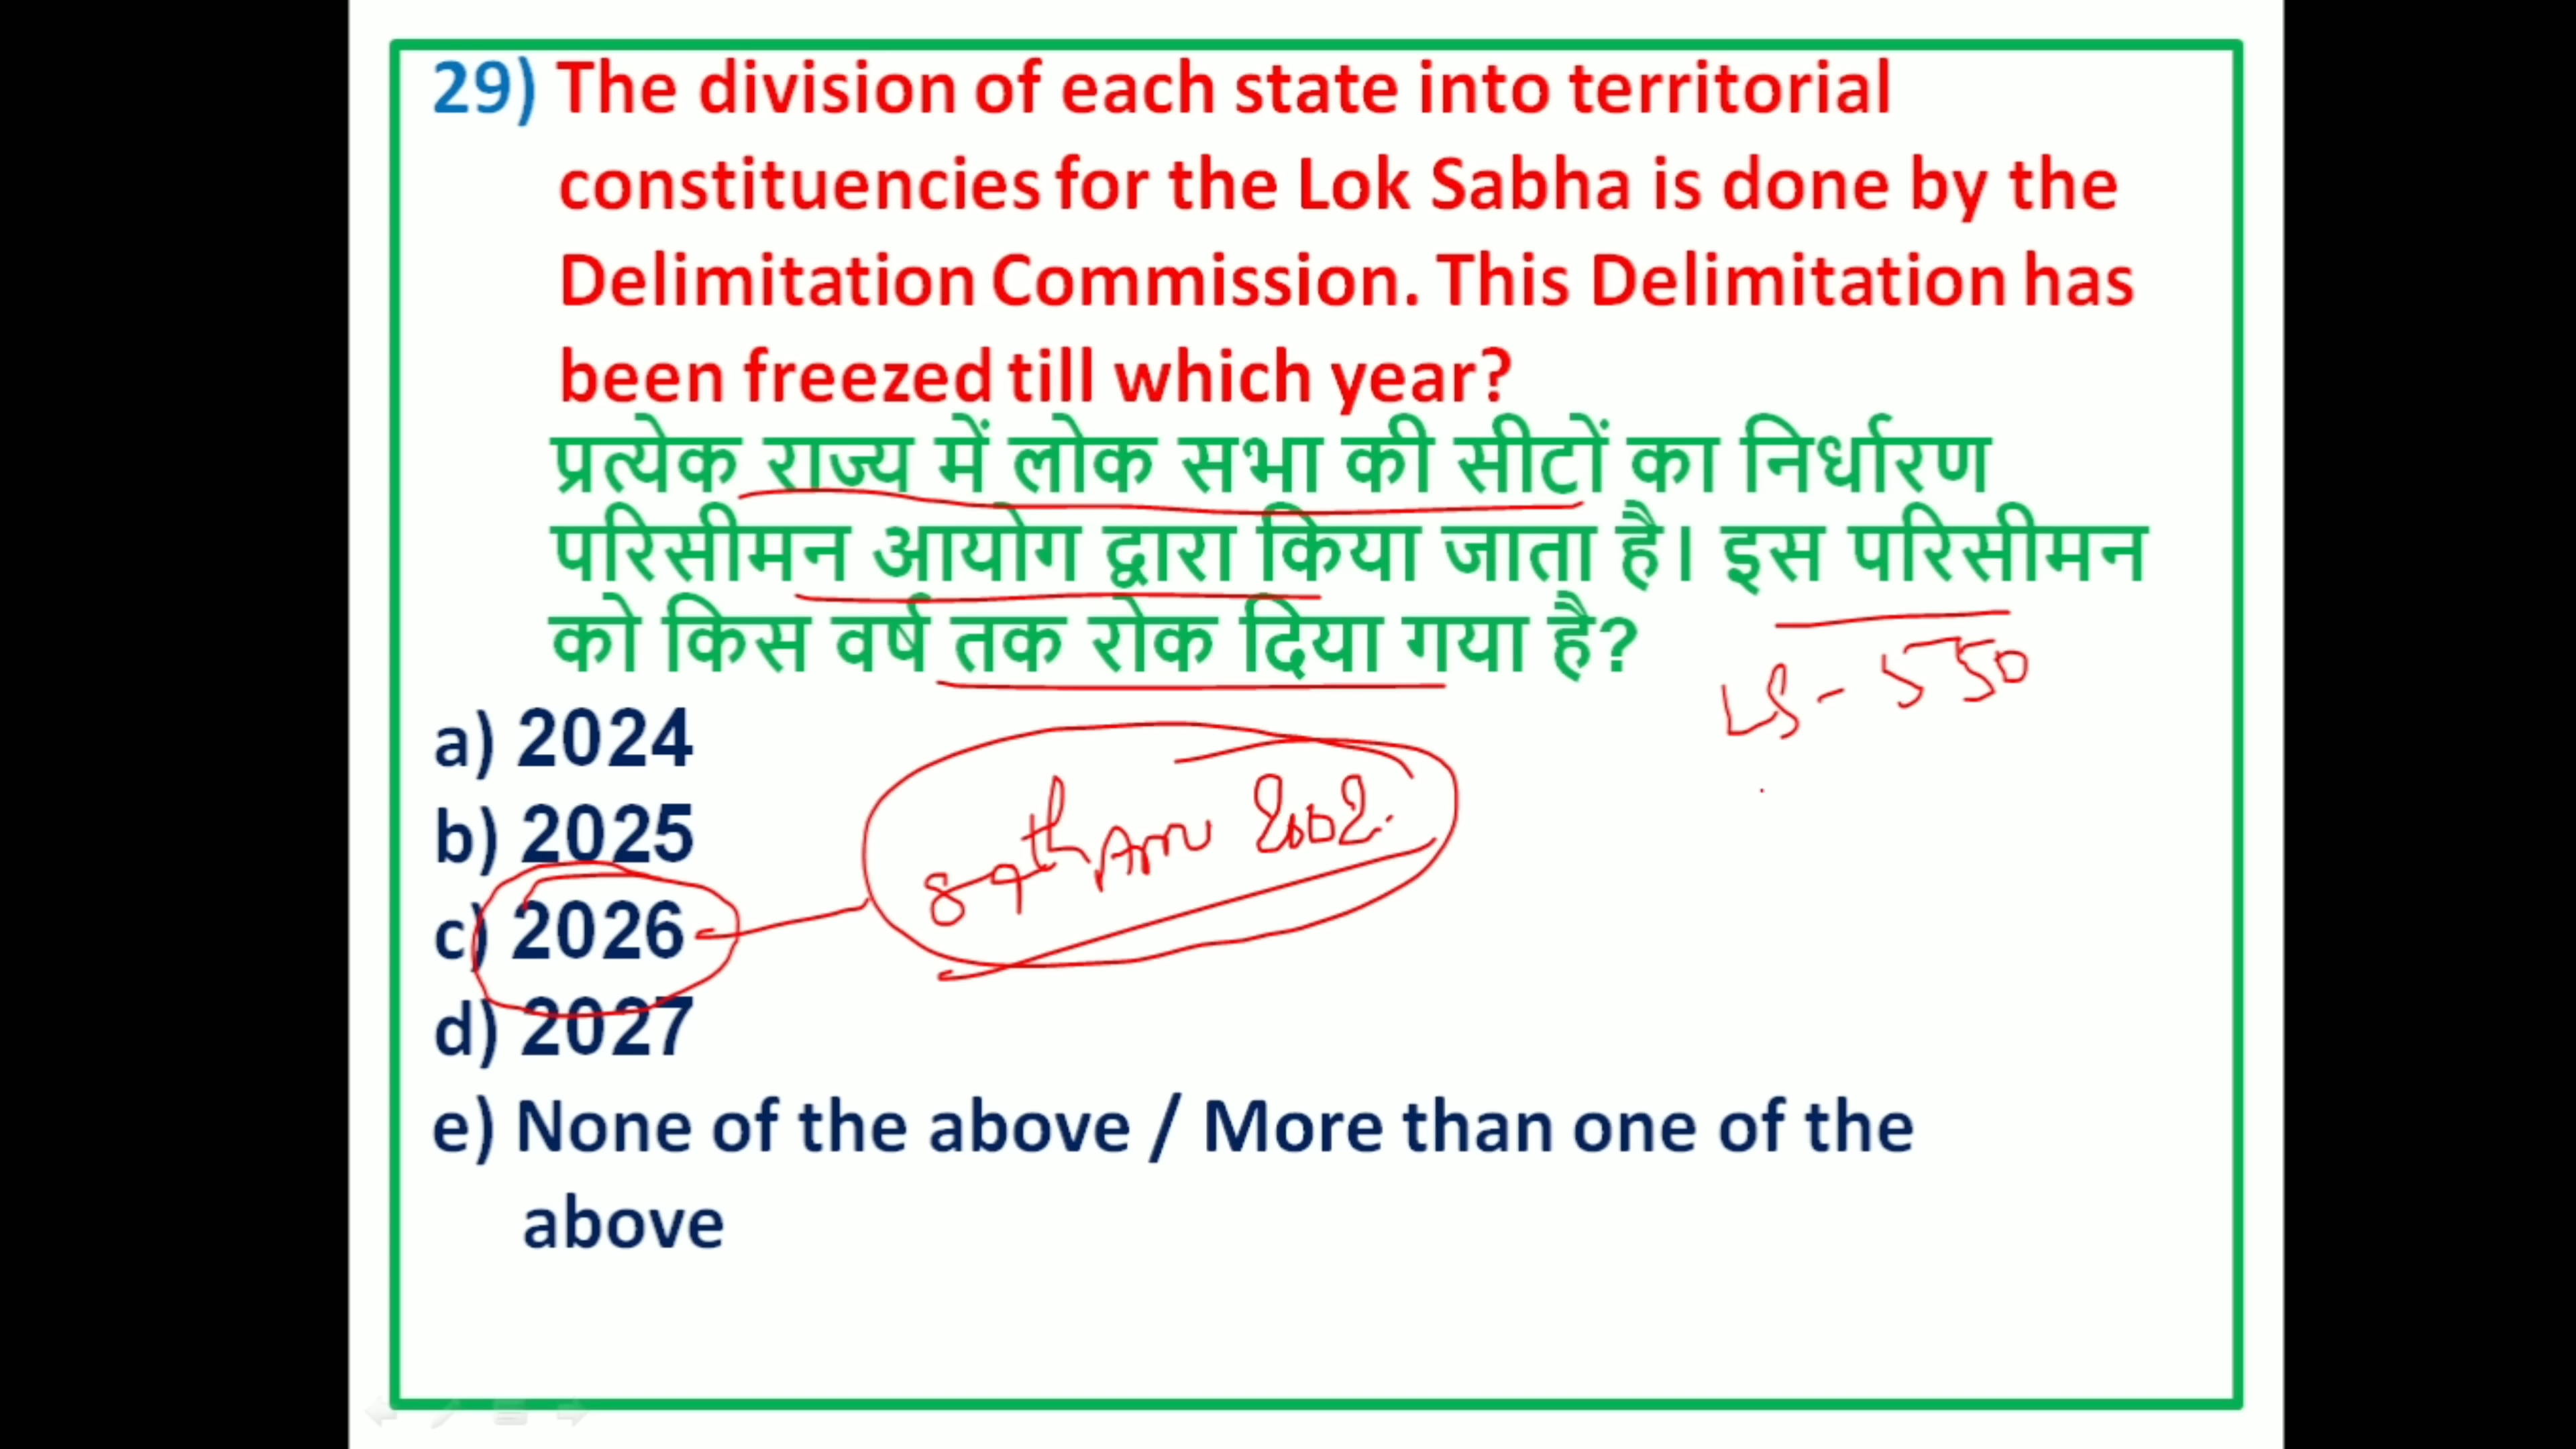 29) The division of each state into territorial
constituencies for the Lok Sabha is done by the
Delimitation Commission. This Delimitation has
been freezed till which year?
प्रत्येक राज्य में लोक सभा की सीटों का निर्धारण
परिसीमन आयोग द्वारा किया जाता है। इस परिसीमन
को किस वर्ष तक रोक दिया गया है?
LS - 550
a) 2024
b) 2025
84th Am 2002.
c) 2026
d) 2027
e) None of the above / More than one of the
above